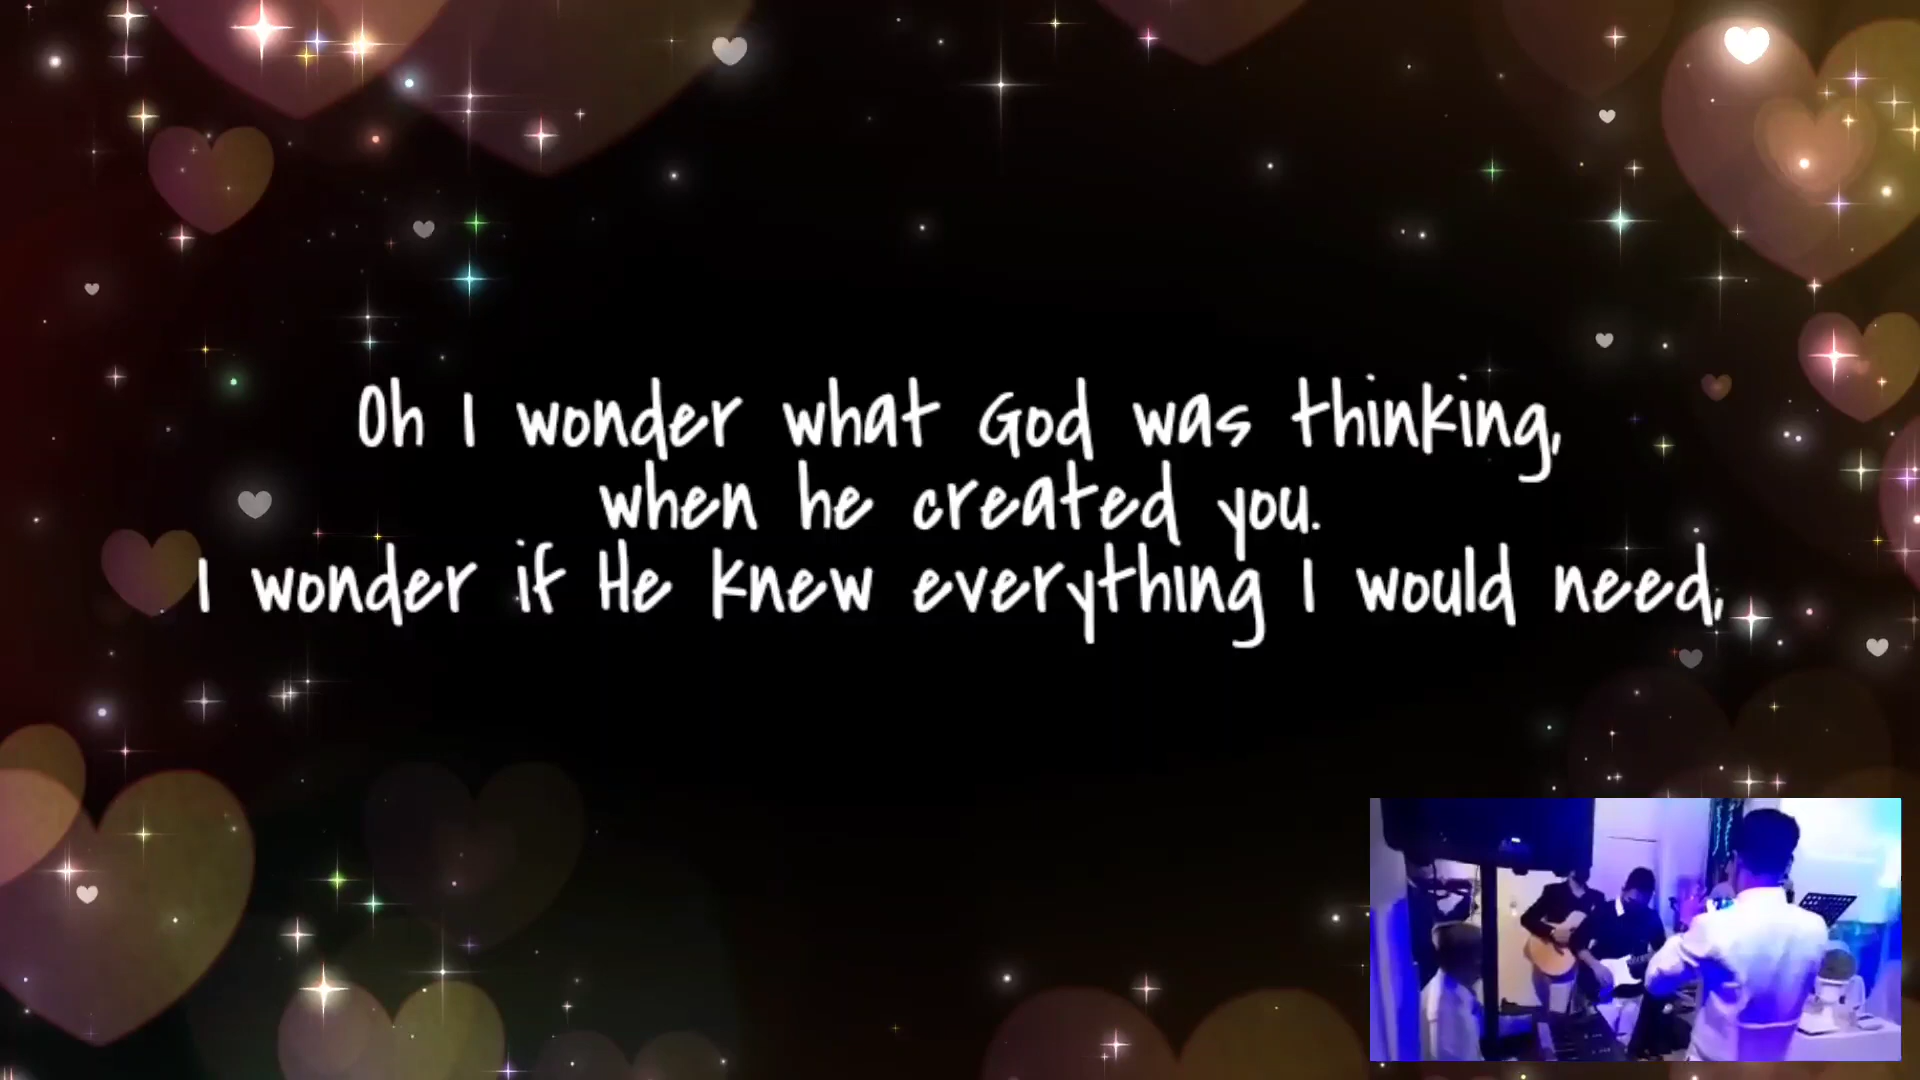 Oh I wonder what God was thinking,
when he created you.
I wonder if He knew everything I would need,